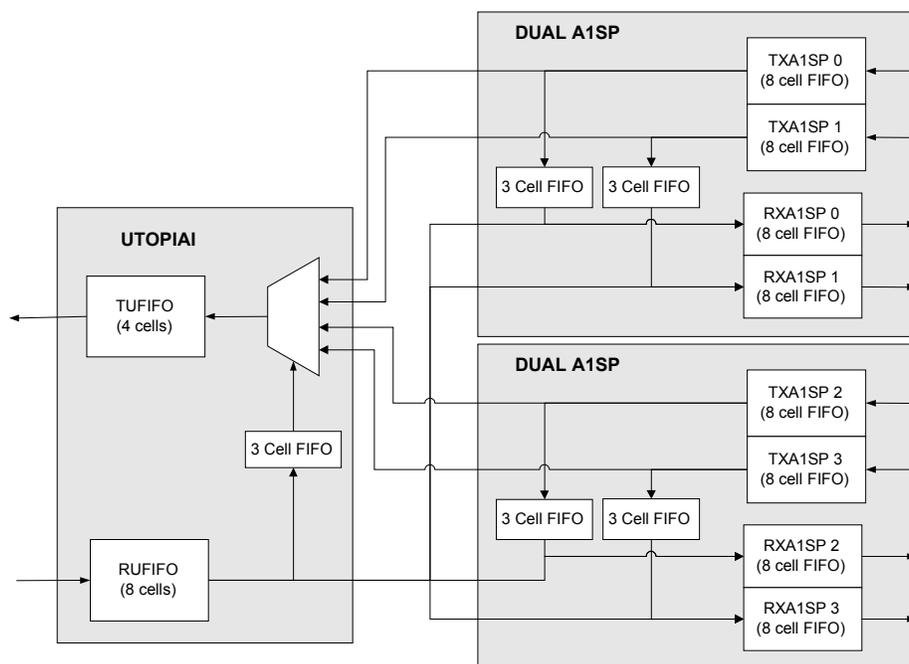 DUAL A1SP
TXA1SP 0
(8 cell FIFO)
TXA1SP 1
(8 cell FIFO)
3 Cell FIFO
3 Cell FIFO
RXA1SP 0
(8 cell FIFO)
RXA1SP 1
(8 cell FIFO)
UTOPIAI
TUFIFO
(4 cells)
3 Cell FIFO
RUFIFO
(8 cells)
DUAL A1SP
TXA1SP 2
(8 cell FIFO)
TXA1SP 3
(8 cell FIFO)
3 Cell FIFO
3 Cell FIFO
RXA1SP 2
(8 cell FIFO)
RXA1SP 3
(8 cell FIFO)